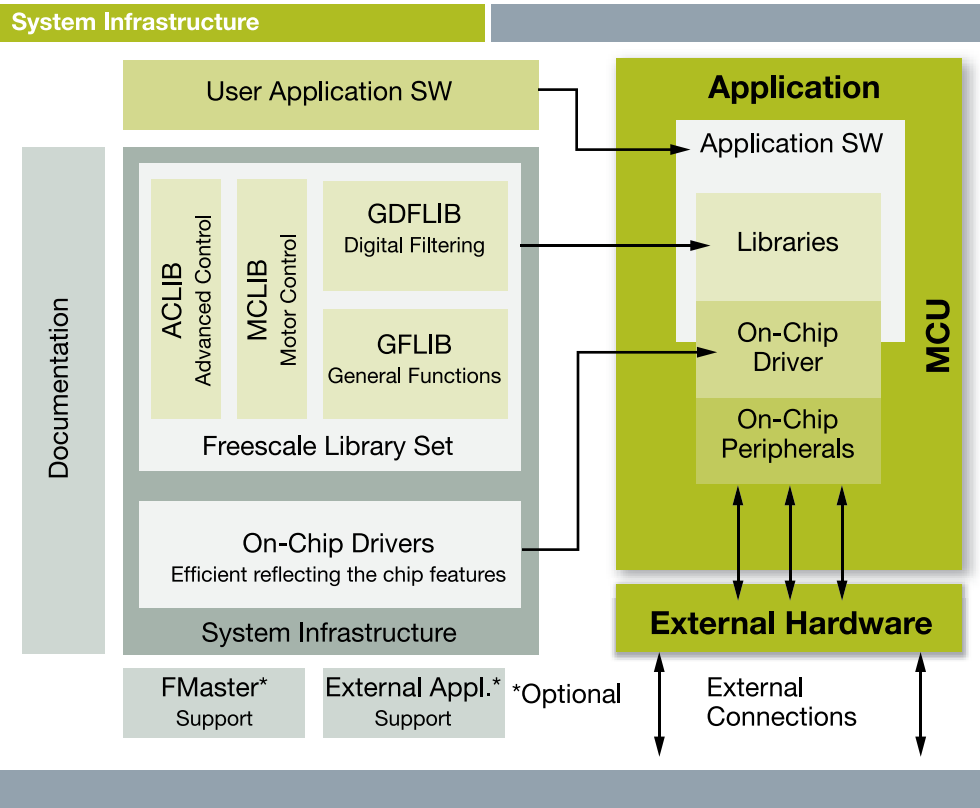 System Infrastructure
User Application SW
Documentation
ACLIB
Advanced Control
MCLIB
Motor Control
GDFLIB
Digital Filtering
GFLIB
General Functions
Freescale Library Set
On-Chip Drivers
Efficient reflecting the chip features
System Infrastructure
FMaster*
Support
External Appl.*
Support
*Optional
Application
Application SW
Libraries
On-Chip
Driver
On-Chip
Peripherals
MCU
External Hardware
External
Connections